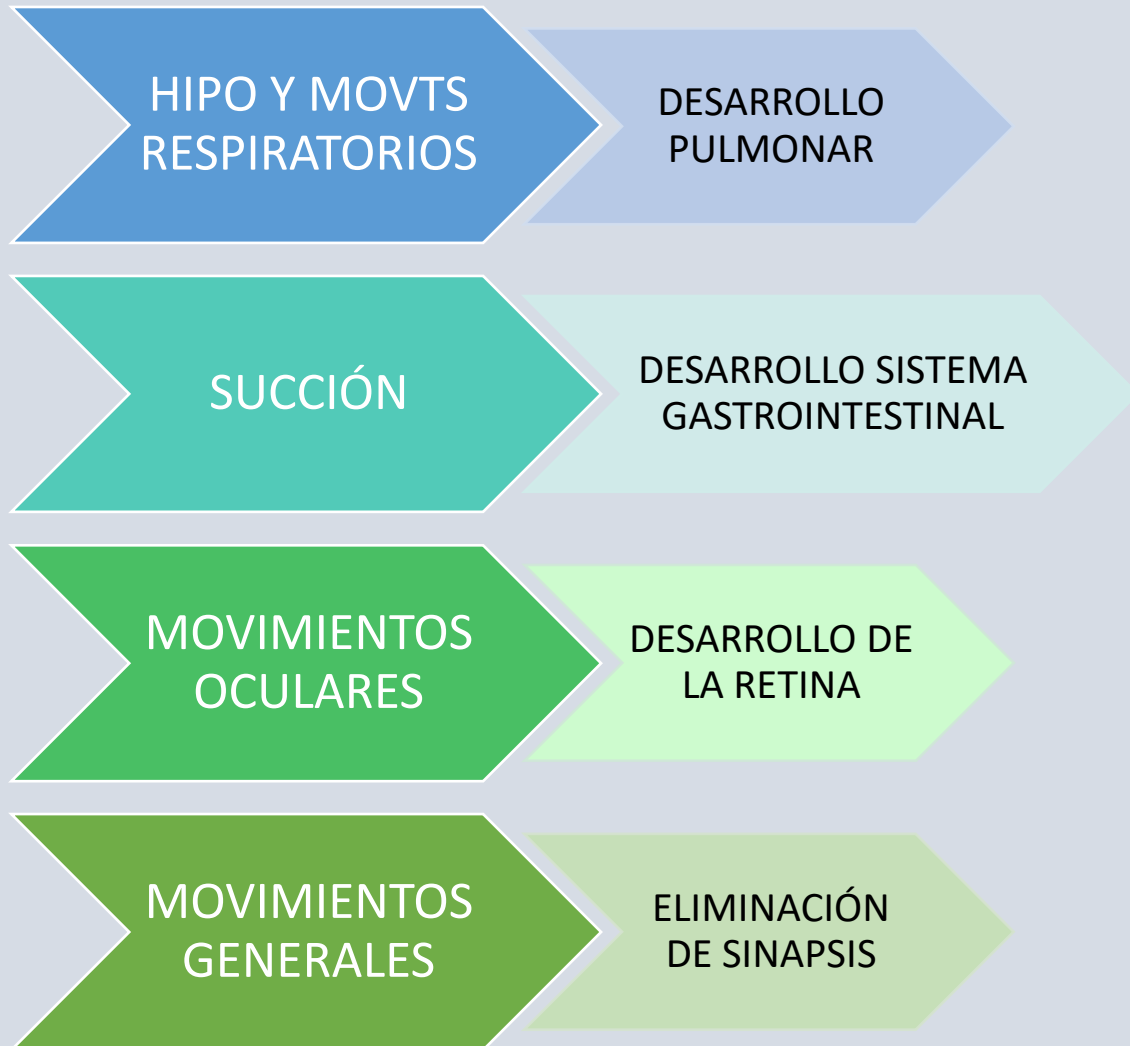 HIPO Y MOVTS
RESPIRATORIOS
DESARROLLO
PULMONAR
SUCCIÓN
DESARROLLO SISTEMA
GASTROINTESTINAL
MOVIMIENTOS
OCULARES
DESARROLLO DE
LA RETINA
MOVIMIENTOS
GENERALES
ELIMINACIÓN
DE SINAPSIS